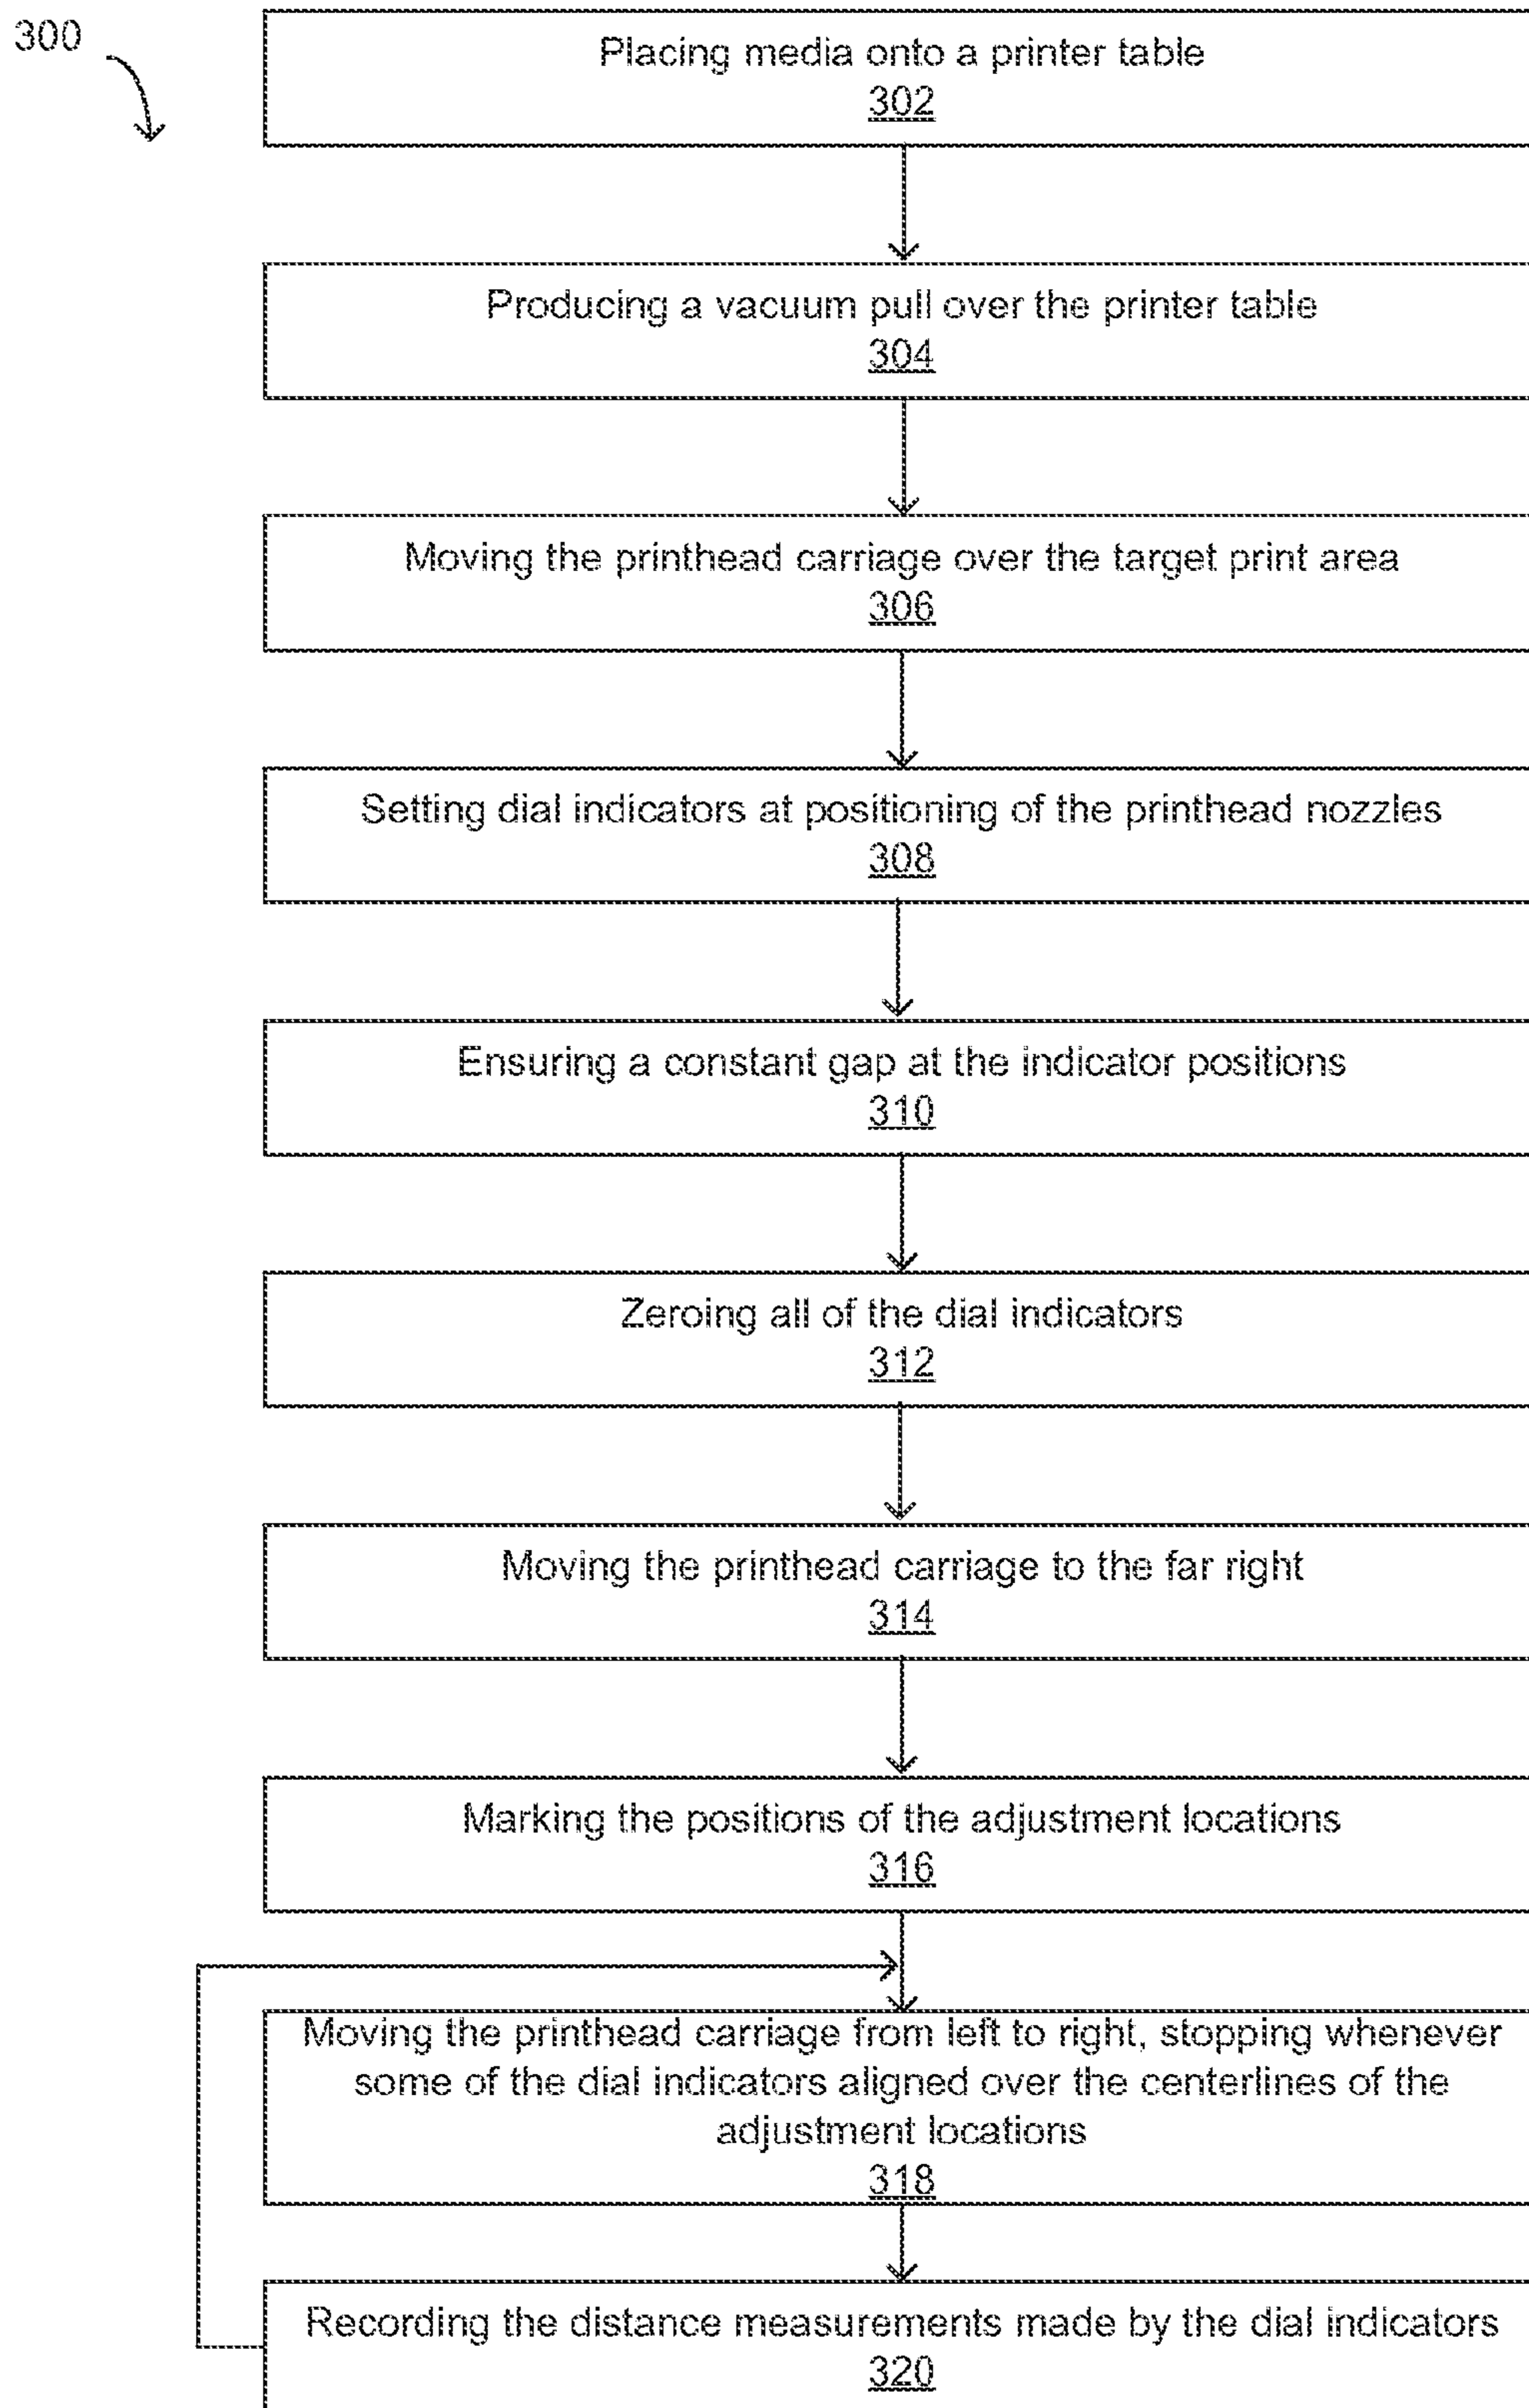 300
Placing media onto a printer table
302
Producing a vacuum pull over the printer table
304
Moving the printhead carriage over the target print area
306
Setting dial indicators at positioning of the printhead nozzles
308
Ensuring a constant gap at the indicator positions
310
Zeroing all of the dial indicators
312
Moving the printhead carriage to the far right
314
Marking the positions of the adjustment locations
316
Moving the printhead carriage from left to right, stopping whenever
some of the dial indicators aligned over the centerlines of the
adjustment locations
318
Recording the distance measurements made by the dial indicators
320